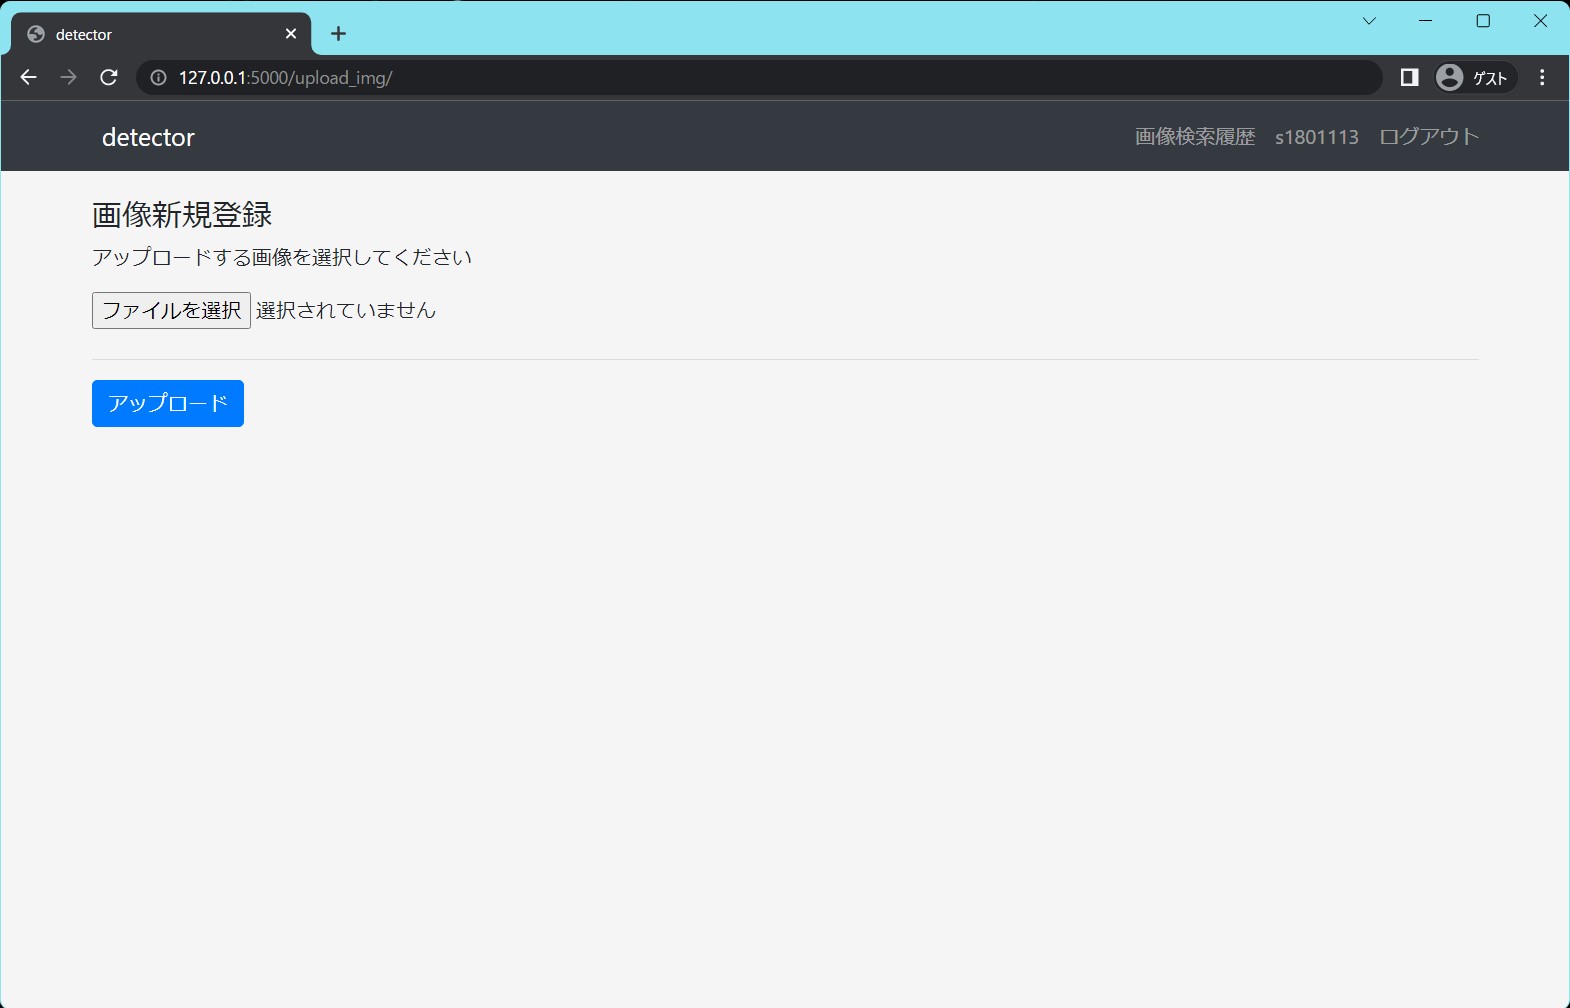 detector
127.0.0.1:5000/upload_img/
ゲスト
detector
画像検索履歴 s1801113 ログアウト
画像新規登録
アップロードする画像を選択してください
ファイルを選択 選択されていません
アップロード